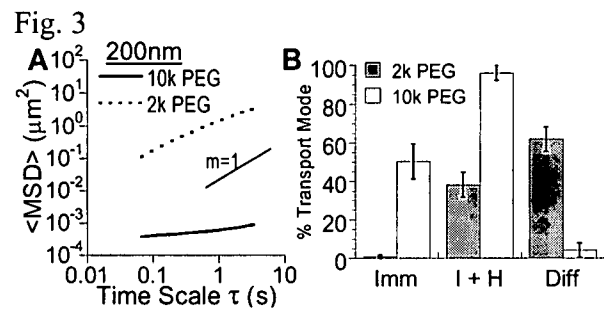 Fig. 3
A
200nm
10k PEG
2k PEG
<MSD> (μm²)
10³
10²
10¹
10⁰
10⁻¹
10⁻²
10⁻³
10⁻⁴
m=1
0.01 0.1 1 10
Time Scale τ (s)
B
2k PEG
10k PEG
% Transport Mode
100
80
60
40
20
0
Imm I + H Diff